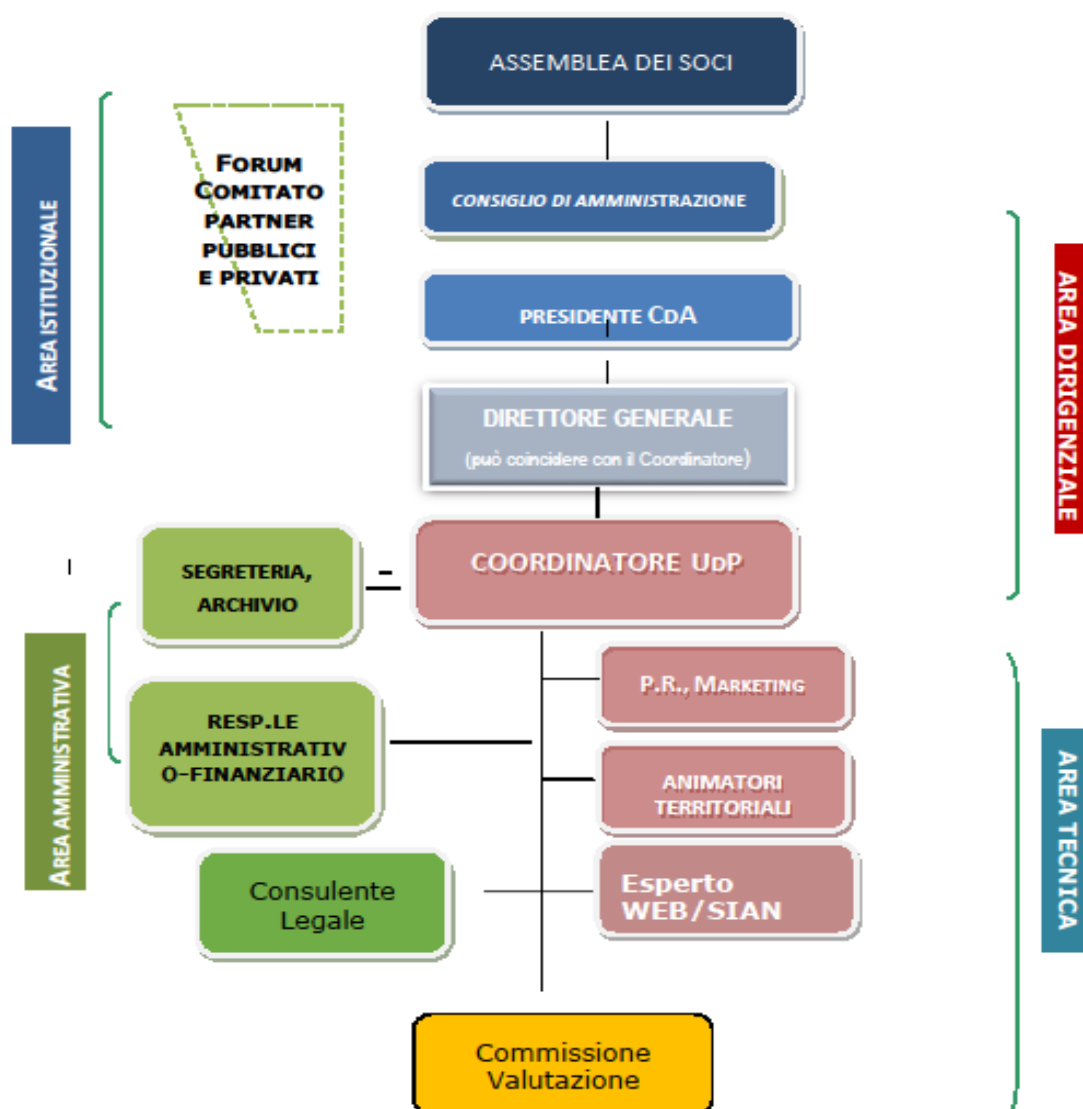 ASSEMBLEA DEI SOCI
AREA ISTITUZIONALE
FORUM
COMITATO
PARTNER
PUBBLICI
E PRIVATI
CONSIGLIO DI AMMINISTRAZIONE
PRESIDENTE CDA
AREA DIRIGENZIALE
DIRETTORE GENERALE
(può coincidere con il Coordinatore)
SEGRETERIA,
ARCHIVIO
COORDINATORE UDP
AREA AMMINISTRATIVA
RESP.LE
AMMINISTRATIV
O-FINANZIARIO
P.R., MARKETING
ANIMATORI
TERRITORIALI
AREA TECNICA
Consulente
Legale
Esperto
WEB/SIAN
Commissione
Valutazione